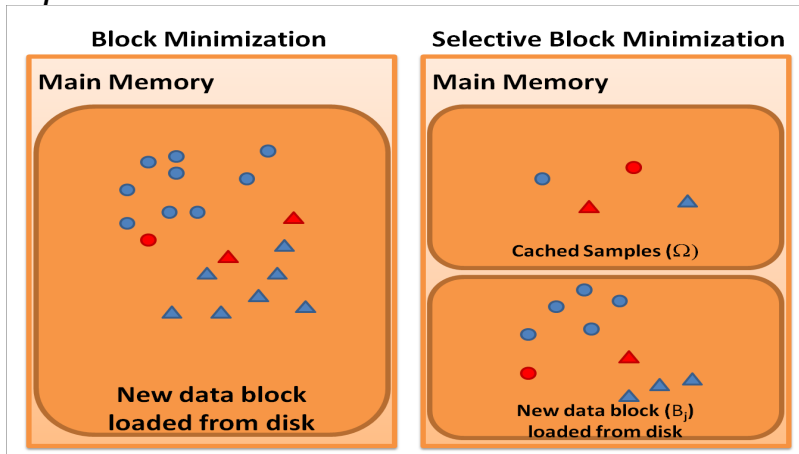 Block Minimization
Main Memory
New data block
loaded from disk
Selective Block Minimization
Main Memory
Cached Samples (Ω)
New data block (Bj)
loaded from disk